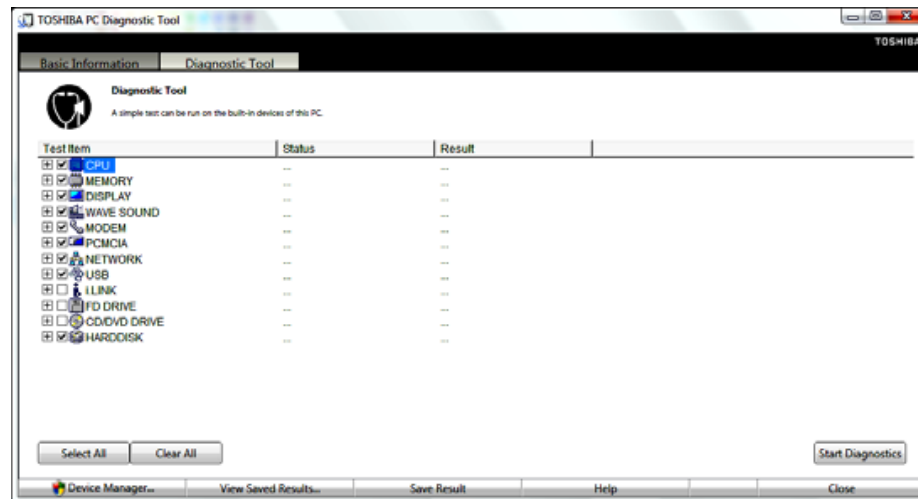 TOSHIBA PC Diagnostic Tool
TOSHIBA
Basic Information Diagnostic Tool
Diagnostic Tool
A simple test can be run on the built-in devices of this PC.
Test Item Status Result
CPU ... ...
MEMORY ... ...
DISPLAY ... ...
WAVE SOUND ... ...
MODEM ... ...
PCMCIA ... ...
NETWORK ... ...
USB ... ...
i.LINK ... ...
FD DRIVE ... ...
CD/DVD DRIVE ... ...
HARDDISK ... ...
Select All Clear All Start Diagnostics
Device Manager... View Saved Results... Save Result Help Close